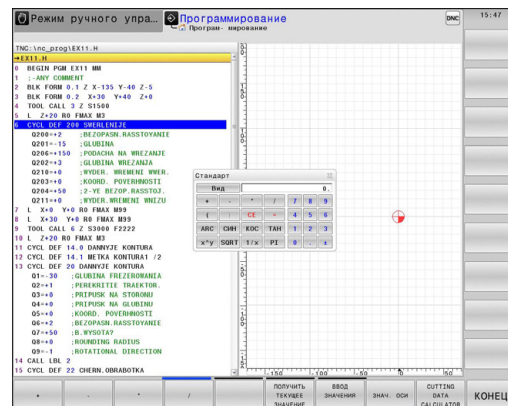 Режим ручного упра...
Программирование
Програм- мирование
DNC
15:47
TNC:\nc_prog\EX11.H
→EX11.H
0 BEGIN PGM EX11 MM
1 ;-ANY COMMENT
2 BLK FORM 0.1 Z X-135 Y-40 Z-5
3 BLK FORM 0.2 X+30 Y+40 Z+0
4 TOOL CALL 3 Z S1500
5 L Z+20 R0 FMAX M3
6 CYCL DEF 200 SWERLENIJE
Q200=+2 ;BEZOPASN.RASSTOYANIE
Q201=-15 ;GLUBINA
Q206=+150 ;PODACHA NA WREZANJE
Q202=+3 ;GLUBINA WREZANJA
Q210=+0 ;WYDER. WREMENI WWER.
Q203=+0 ;KOORD. POVERHNOSTI
Q204=+50 ;2-YE BEZOP.RASSTOJ.
Q211=+0 ;WYDER.WREMENI WNIZU
7 L X+0 Y+0 R0 FMAX M99
8 L X+30 Y+0 R0 FMAX M99
9 TOOL CALL 6 Z S3000 F2222
10 L Z+20 R0 FMAX M3
11 CYCL DEF 14.0 DANNYJE KONTURA
12 CYCL DEF 14.1 METKA KONTURA1 /2
13 CYCL DEF 20 DANNYJE KONTURA
Q1=-30 ;GLUBINA FREZEROWANIA
Q2=+1 ;PEREKRITIE TRAEKTOR.
Q3=+0 ;PRIPUSK NA STORONU
Q4=+0 ;PRIPUSK NA GLUBINU
Q5=+0 ;KOORD. POVERHNOSTI
Q6=+2 ;BEZOPASN.RASSTOYANIE
Q7=+50 ;B.WYSOTA?
Q8=+0 ;ROUNDING RADIUS
Q9=-1 ;ROTATIONAL DIRECTION
14 CALL LBL 2
15 CYCL DEF 22 CHERN.OBRABOTKA
Стандарт
Вид 0.
+ - * / 7 8 9
( ) CE = 4 5 6
ARC СИН КОС ТАН 1 2 3
x^y SQRT 1/x PI 0 . ±
-150 -100 -50 0 50
+ - * /
ПОЛУЧИТЬ ТЕКУЩЕЕ ЗНАЧЕНИЕ
ВВОД ЗНАЧЕНИЯ
ЗНАЧ. ОСИ
CUTTING DATA CALCULATOR
КОНЕЦ